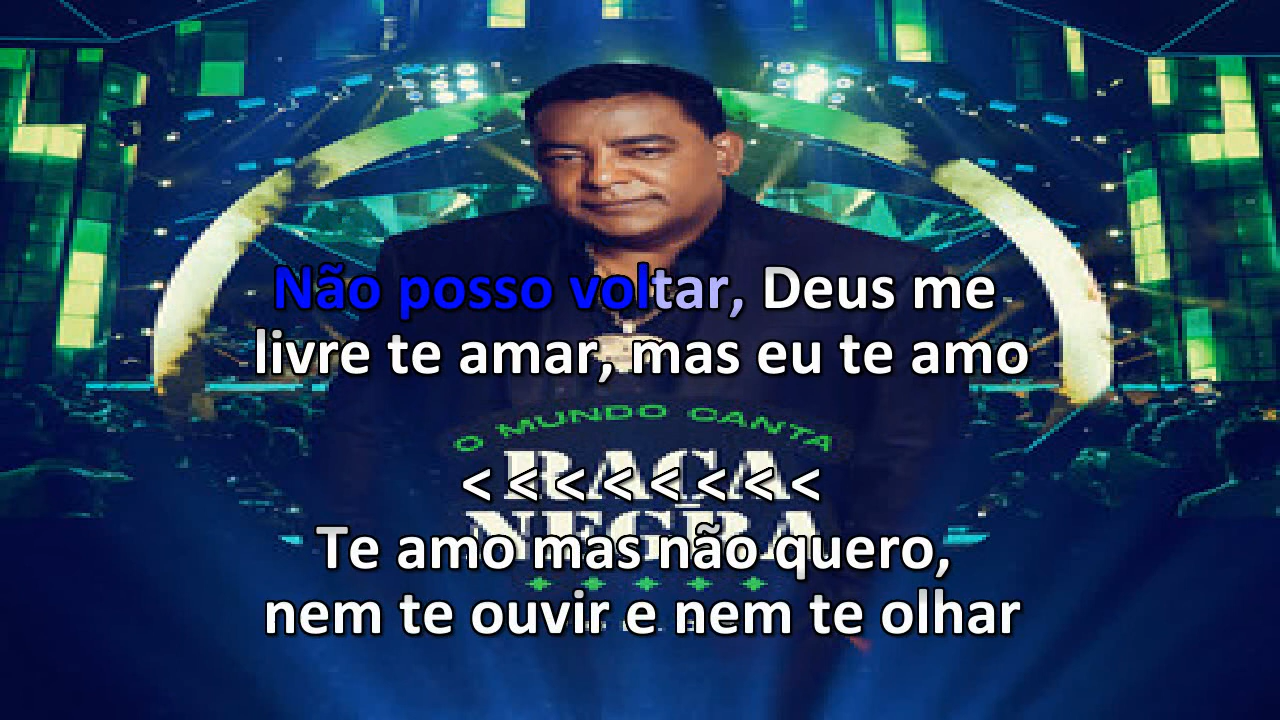 Não posso voltar, Deus me
livre te amar, mas eu te amo
O MUNDO CANTA
RAÇA
< < < < < < < <
NEGRA
Te amo mas não quero,
nem te ouvir e nem te olhar